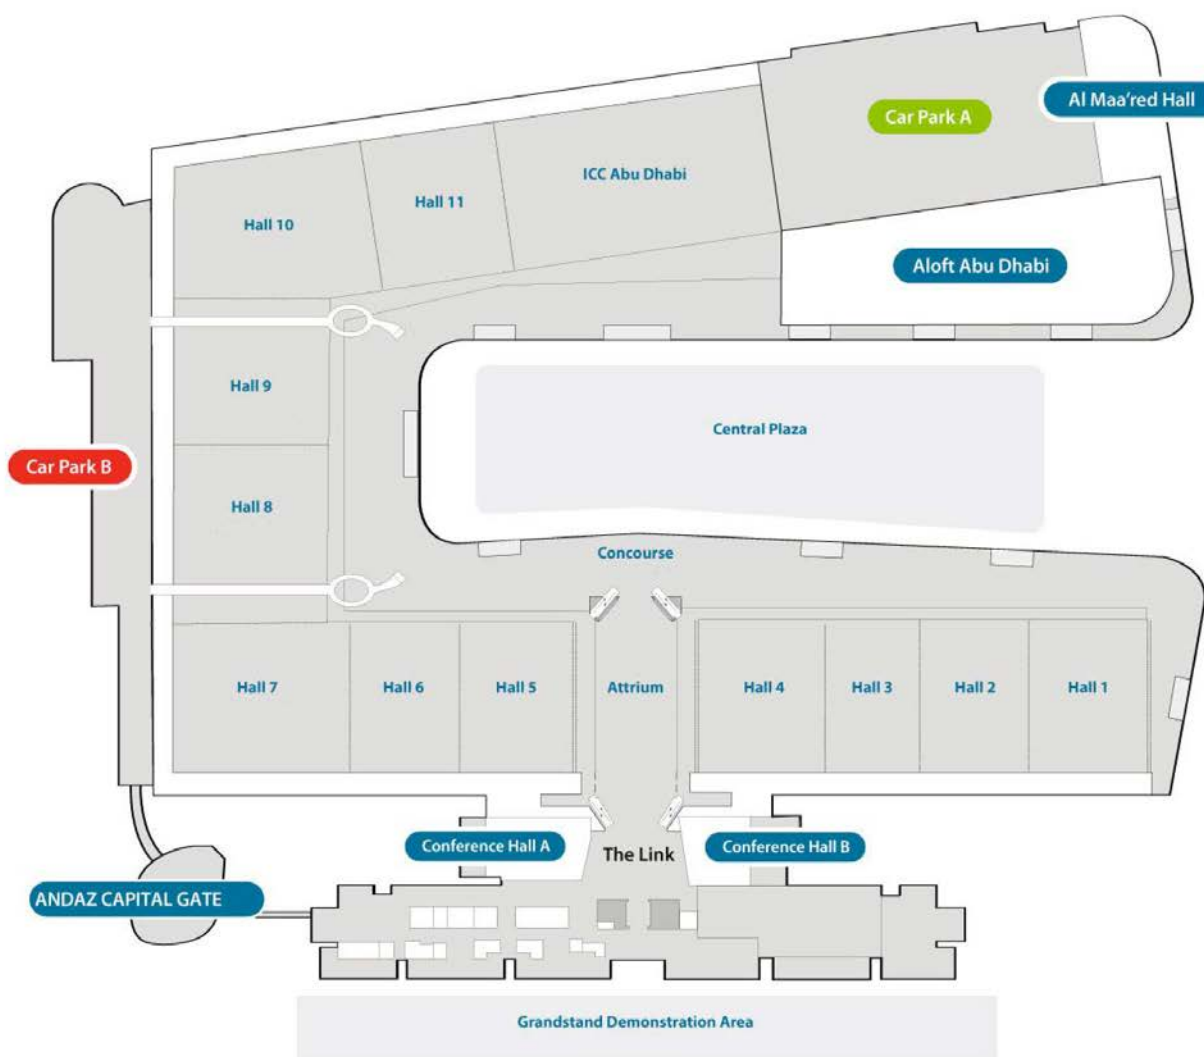 Al Maa'red Hall
Car Park A
ICC Abu Dhabi
Hall 11
Hall 10
Aloft Abu Dhabi
Hall 9
Central Plaza
Car Park B
Hall 8
Concourse
Hall 7
Hall 6
Hall 5
Attrium
Hall 4
Hall 3
Hall 2
Hall 1
Conference Hall A
The Link
Conference Hall B
ANDAZ CAPITAL GATE
Grandstand Demonstration Area